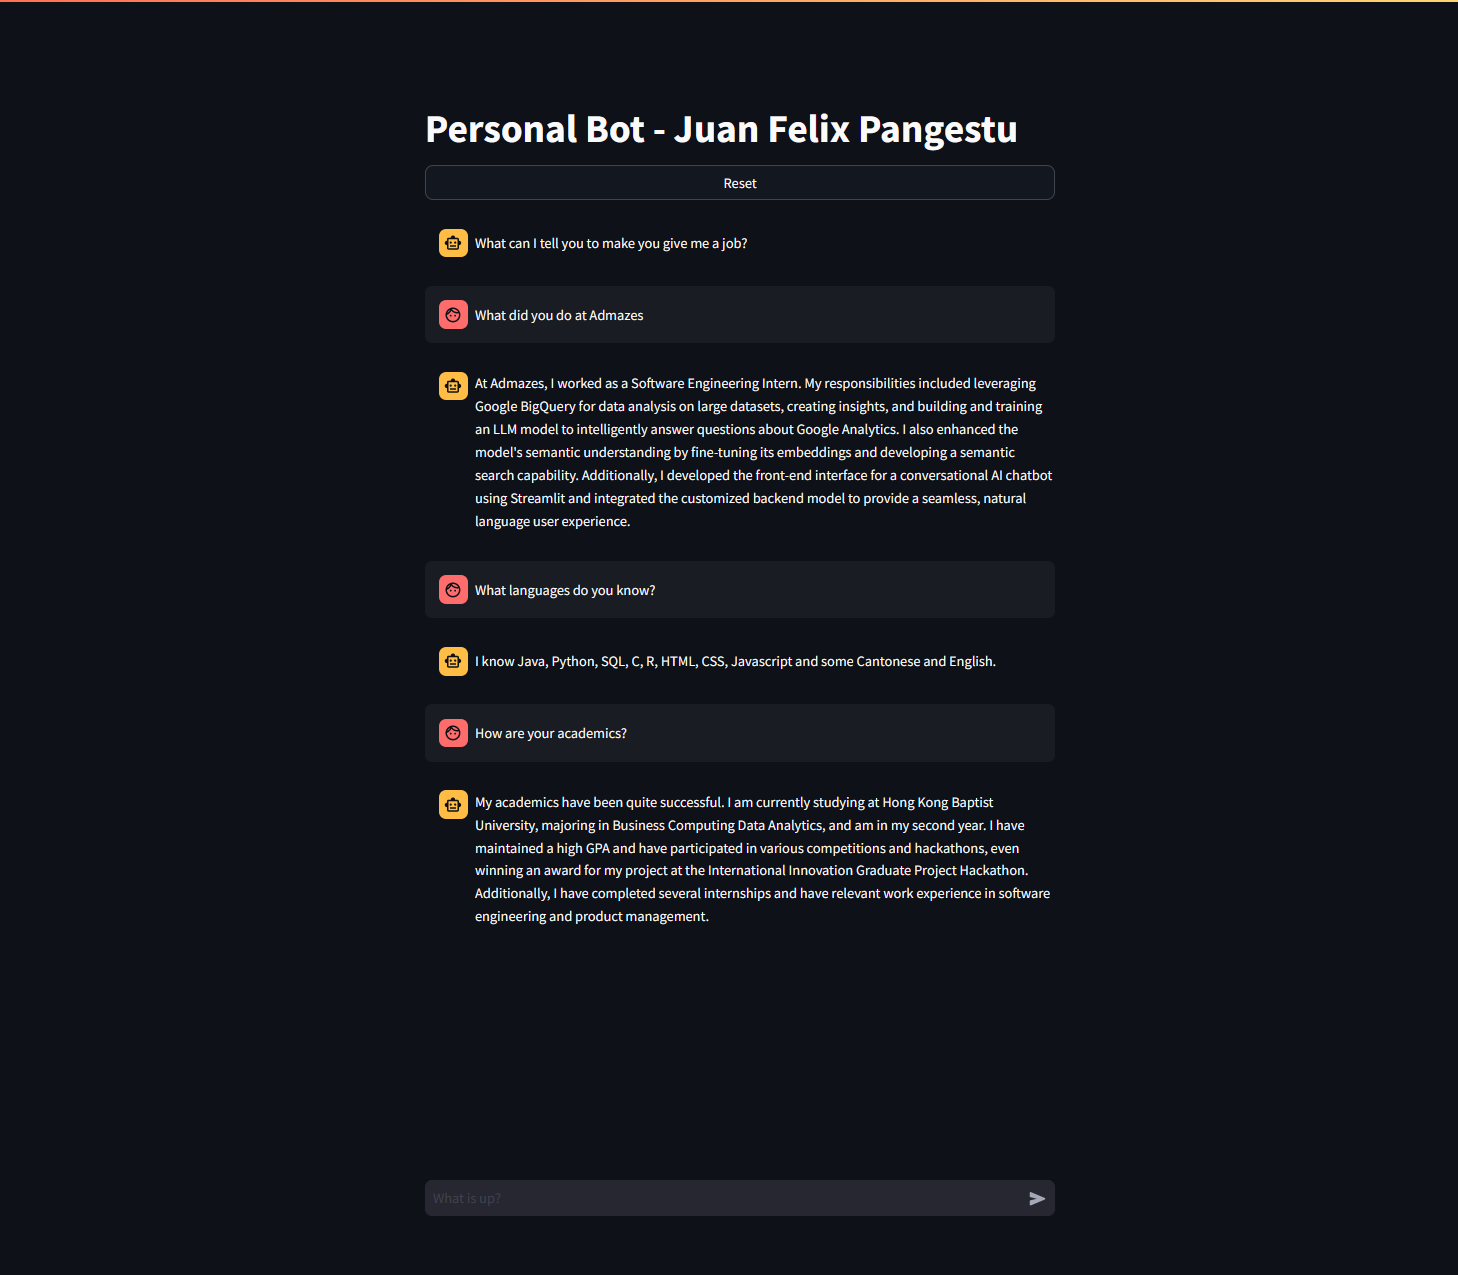 Personal Bot - Juan Felix Pangestu
Reset
What can I tell you to make you give me a job?
What did you do at Admazes
At Admazes, I worked as a Software Engineering Intern. My responsibilities included leveraging
Google BigQuery for data analysis on large datasets, creating insights, and building and training
an LLM model to intelligently answer questions about Google Analytics. I also enhanced the
model's semantic understanding by fine-tuning its embeddings and developing a semantic
search capability. Additionally, I developed the front-end interface for a conversational AI chatbot
using Streamlit and integrated the customized backend model to provide a seamless, natural
language user experience.
What languages do you know?
I know Java, Python, SQL, C, R, HTML, CSS, Javascript and some Cantonese and English.
How are your academics?
My academics have been quite successful. I am currently studying at Hong Kong Baptist
University, majoring in Business Computing Data Analytics, and am in my second year. I have
maintained a high GPA and have participated in various competitions and hackathons, even
winning an award for my project at the International Innovation Graduate Project Hackathon.
Additionally, I have completed several internships and have relevant work experience in software
engineering and product management.
What is up?